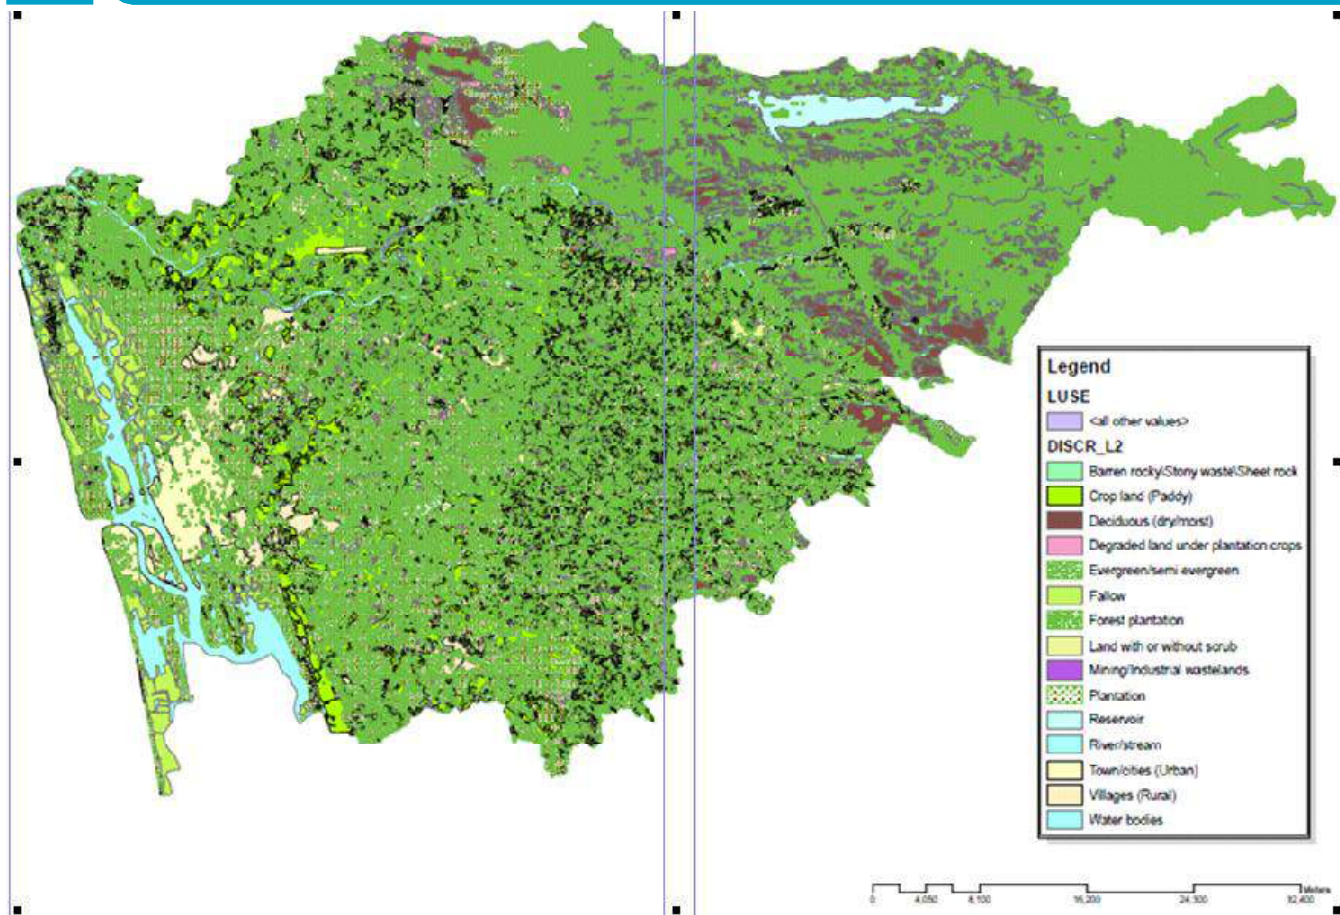 Legend
LUSE
<all other values>
DISCR_L2
Barren rocky\Stony waste\Sheet rock
Crop land (Paddy)
Deciduous (dry/moist)
Degraded land under plantation crops
Evergreen/semi evergreen
Fallow
Forest plantation
Land with or without scrub
Mining/Industrial wastelands
Plantation
Reservoir
River/stream
Town/cities (Urban)
Villages (Rural)
Water bodies
Meters
0 4,050 8,100 16,200 24,300 32,400